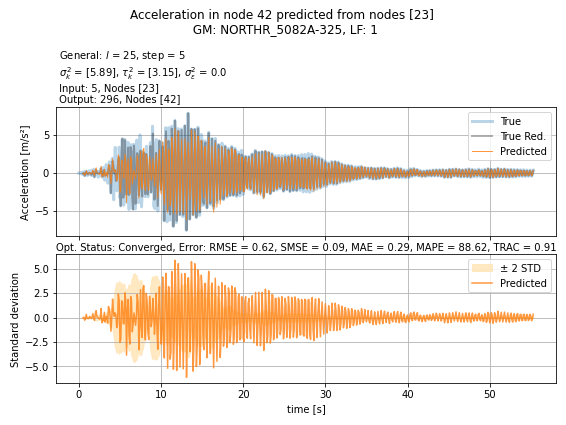 Acceleration in node 42 predicted from nodes [23]
GM: NORTHR_5082A-325, LF: 1
General: l = 25, step = 5
σ²ₖ = [5.89], τ²ₖ = [3.15], σ²ε = 0.0
Input: 5, Nodes [23]
Output: 296, Nodes [42]
Acceleration [m/s²]
5
0
−5
True
True Red.
Predicted
Opt. Status: Converged, Error: RMSE = 0.62, SMSE = 0.09, MAE = 0.29, MAPE = 88.62, TRAC = 0.91
Standard deviation
5.0
2.5
0.0
−2.5
−5.0
± 2 STD
Predicted
0 10 20 30 40 50
time [s]